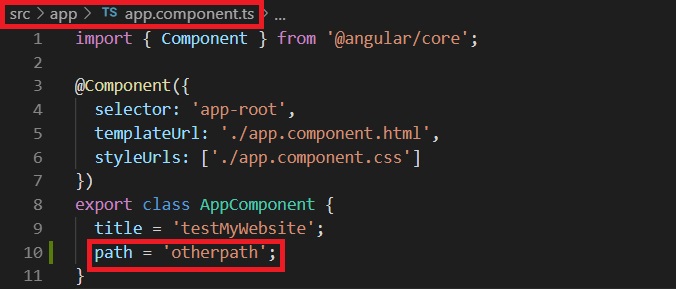 src > app > TS app.component.ts > ...
1 import { Component } from '@angular/core';
2
3 @Component({
4 selector: 'app-root',
5 templateUrl: './app.component.html',
6 styleUrls: ['./app.component.css']
7 })
8 export class AppComponent {
9 title = 'testMyWebsite';
10 path = 'otherpath';
11 }